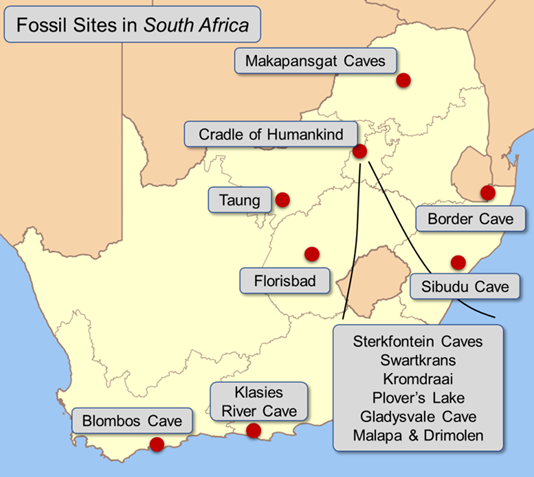 Fossil Sites in South Africa
Makapansgat Caves
Cradle of Humankind
Taung
Border Cave
Florisbad
Sibudu Cave
Sterkfontein Caves
Swartkrans
Kromdraai
Plover's Lake
Gladysvale Cave
Malapa & Drimolen
Klasies
River Cave
Blombos Cave